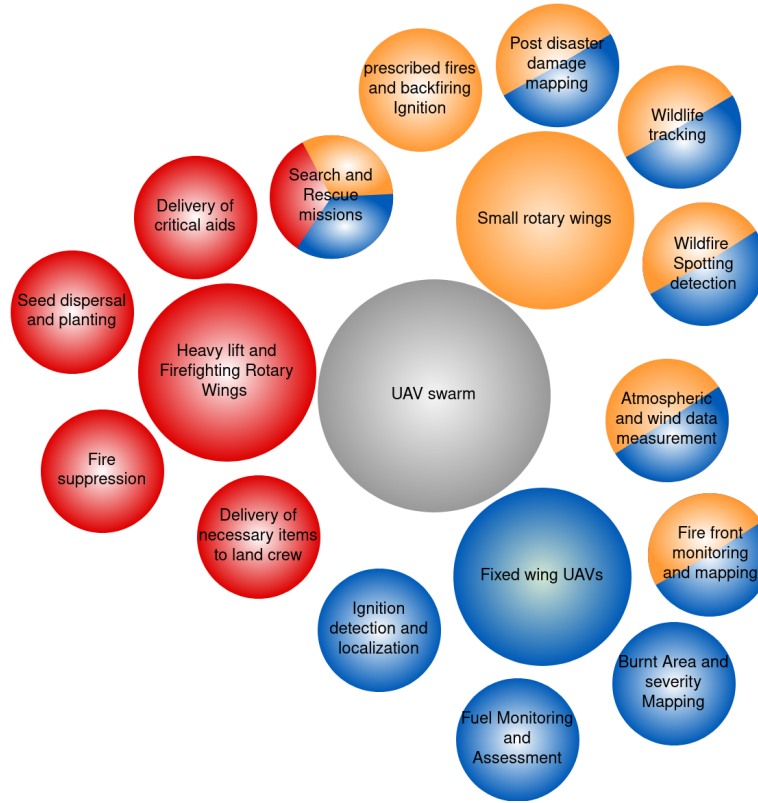 Post disaster
damage
mapping
prescribed fires
and backfiring
Ignition
Wildlife
tracking
Search and
Rescue
missions
Delivery of
critical aids
Small rotary wings
Wildfire
Spotting
detection
Seed dispersal
and planting
Heavy lift and
Firefighting Rotary
Wings
UAV swarm
Atmospheric
and wind data
measurement
Fire
suppression
Delivery of
necessary items
to land crew
Fire front
monitoring
and mapping
Fixed wing UAVs
Ignition
detection and
localization
Burnt Area and
severity
Mapping
Fuel Monitoring
and
Assessment